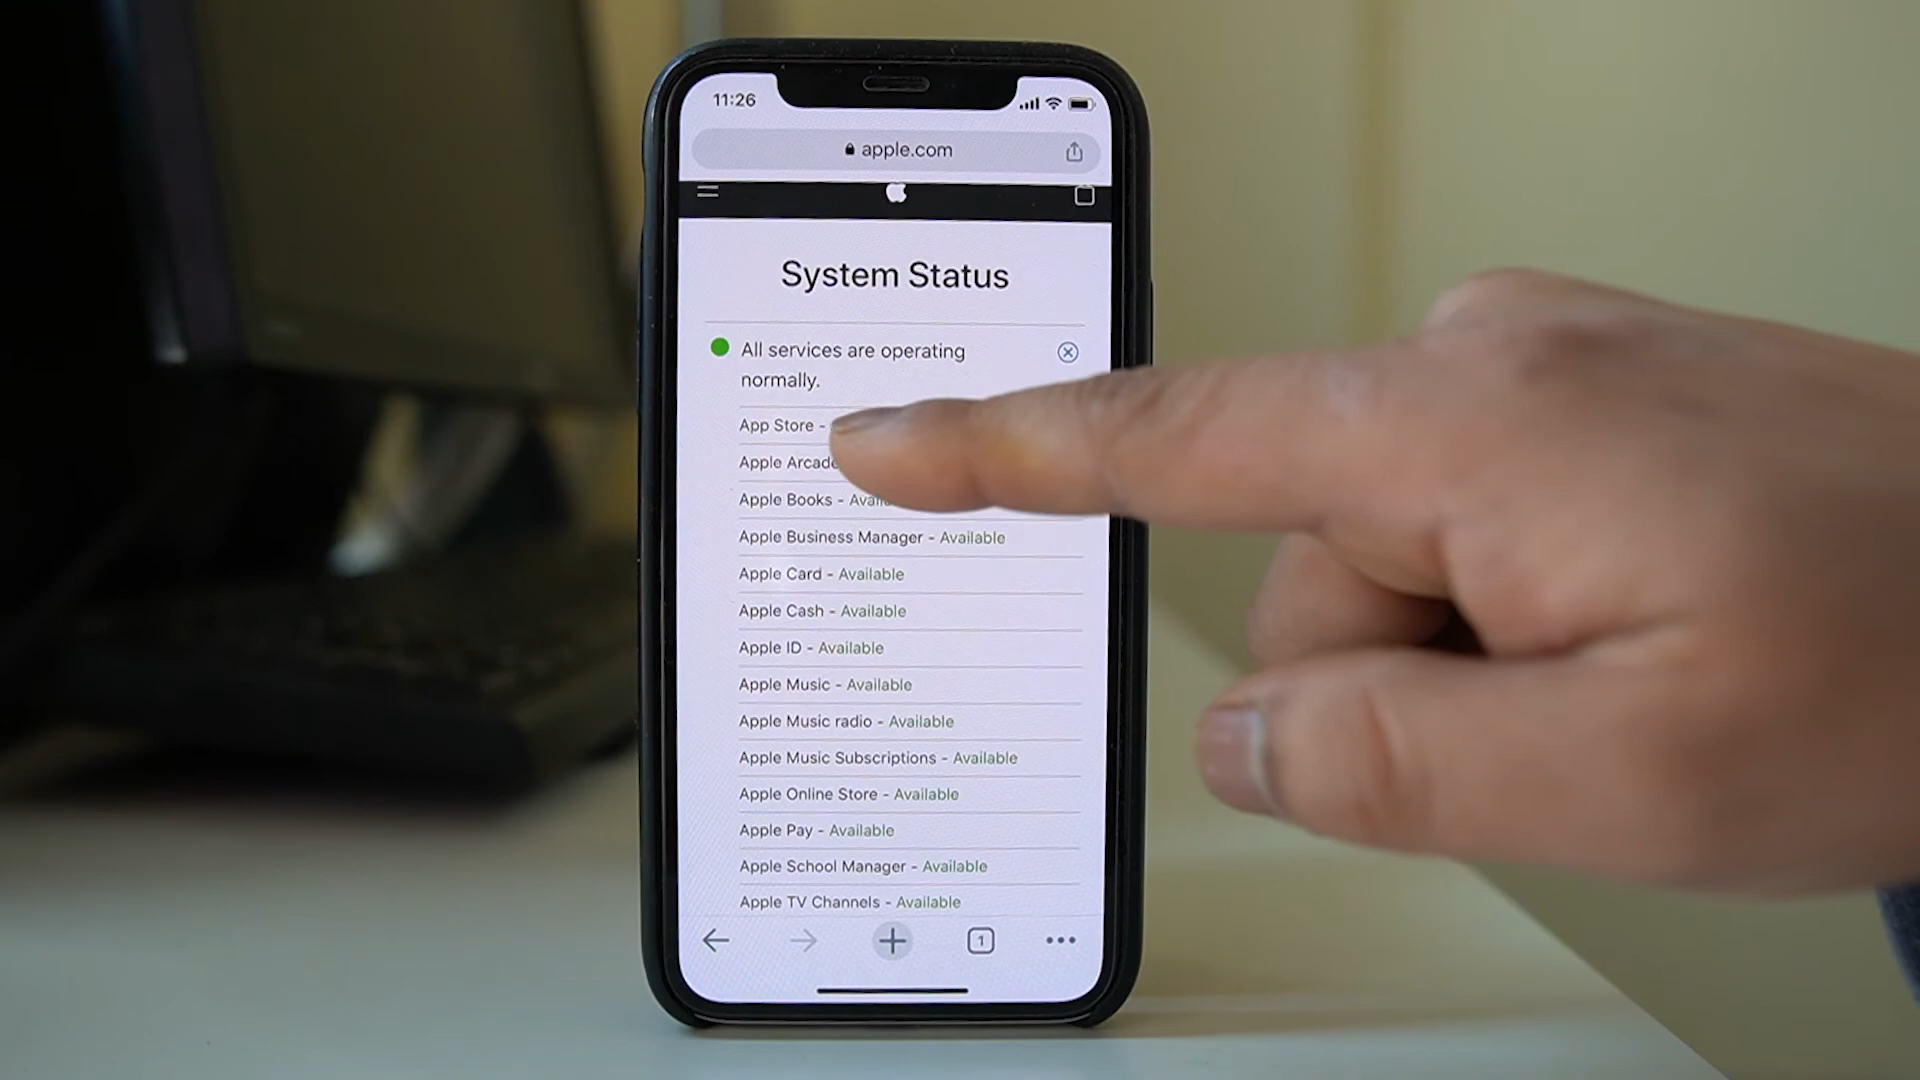 11:26
apple.com
System Status
All services are operating
normally.
App Store -
Apple Arcade
Apple Books -
Apple Business Manager - Available
Apple Card - Available
Apple Cash - Available
Apple ID - Available
Apple Music - Available
Apple Music radio - Available
Apple Music Subscriptions - Available
Apple Online Store - Available
Apple Pay - Available
Apple School Manager - Available
Apple TV Channels - Available
1